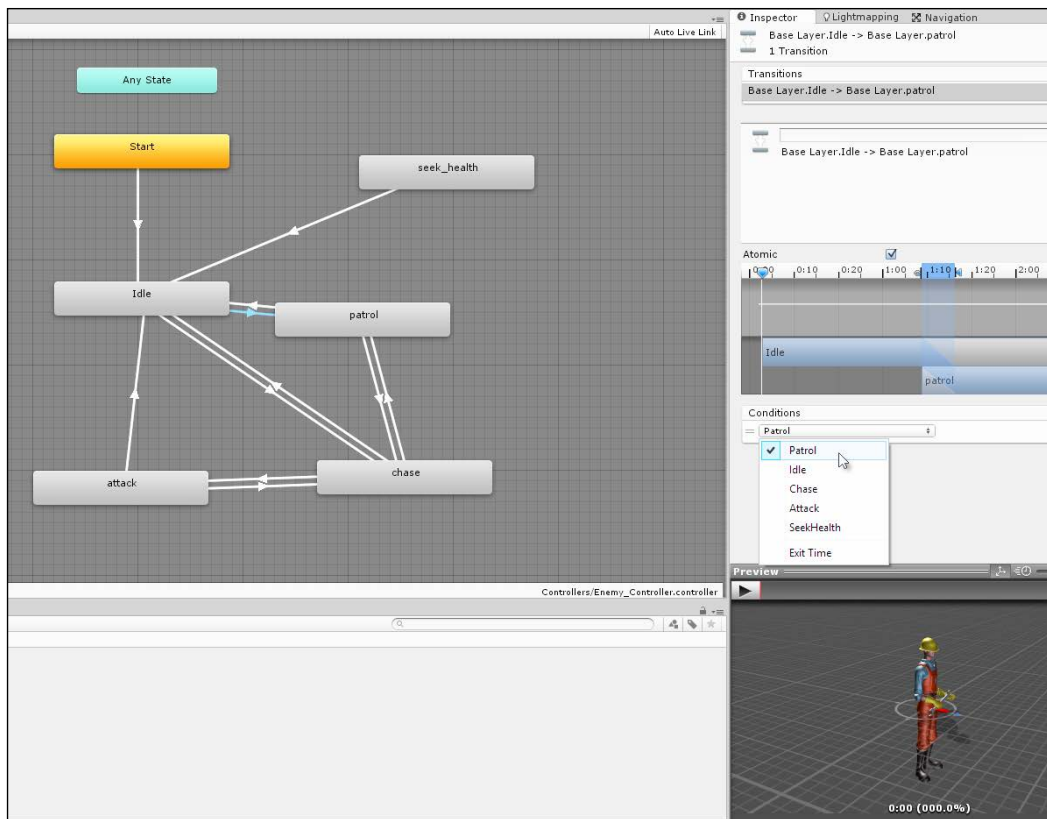 Auto Live Link
Any State
Start
seek_health
Idle
patrol
attack
chase
Controllers/Enemy_Controller.controller
Inspector
Lightmapping
Navigation
Base Layer.Idle -> Base Layer.patrol
1 Transition
Transitions
Base Layer.Idle -> Base Layer.patrol
Base Layer.Idle -> Base Layer.patrol
Atomic
0:00 0:10 0:20 1:00 1:10 1:20 2:00
Idle
patrol
Conditions
Patrol
Patrol
Idle
Chase
Attack
SeekHealth
Exit Time
Preview
0:00 (000.0%)